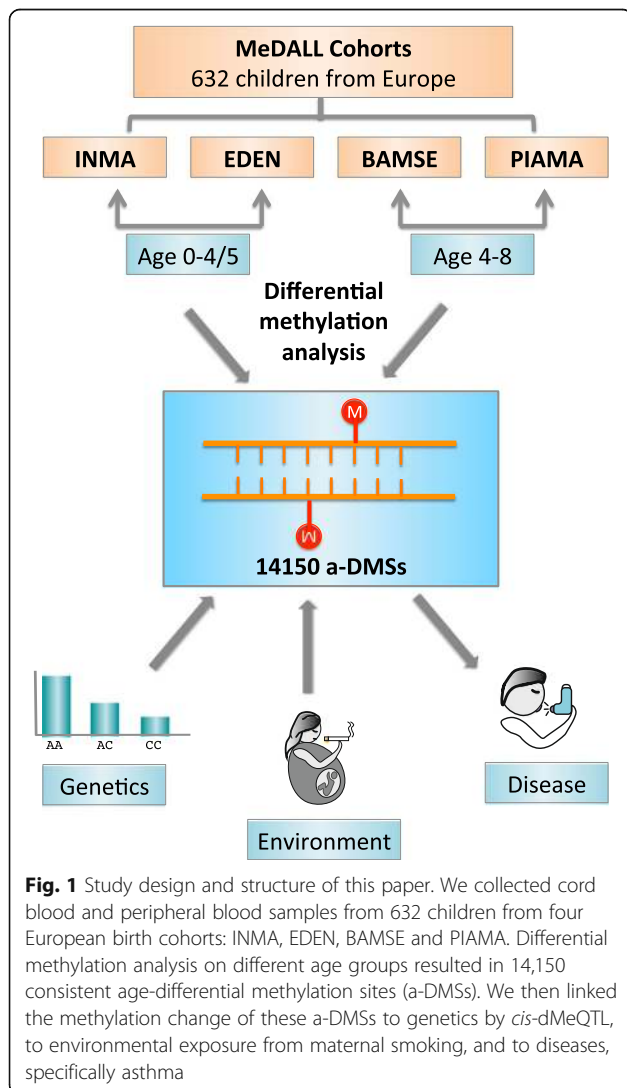 MeDALL Cohorts
632 children from Europe
INMA EDEN BAMSE PIAMA
Age 0-4/5 Age 4-8
Differential
methylation
analysis
M
M
14150 a-DMSs
AA AC CC
Genetics
Environment
Disease
Fig. 1 Study design and structure of this paper. We collected cord
blood and peripheral blood samples from 632 children from four
European birth cohorts: INMA, EDEN, BAMSE and PIAMA. Differential
methylation analysis on different age groups resulted in 14,150
consistent age-differential methylation sites (a-DMSs). We then linked
the methylation change of these a-DMSs to genetics by cis-dMeQTL,
to environmental exposure from maternal smoking, and to diseases,
specifically asthma